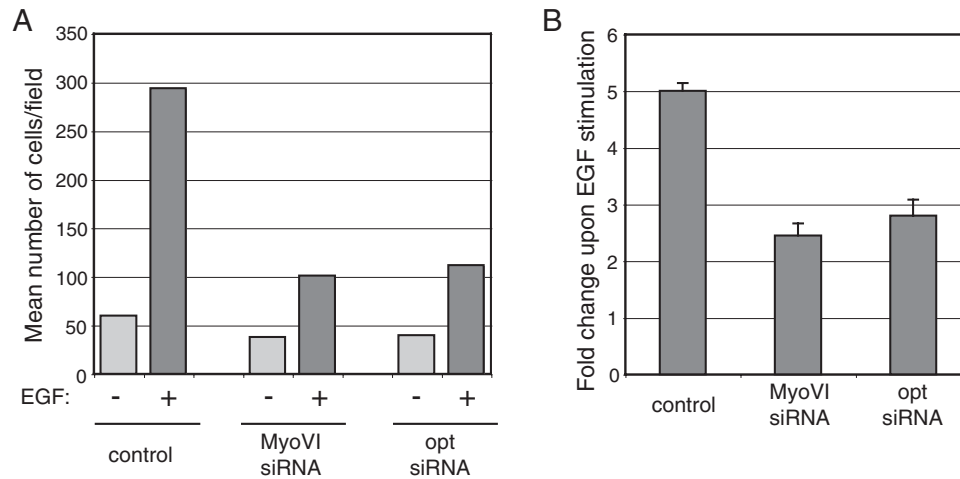 A
Mean number of cells/field
350
300
250
200
150
100
50
0
EGF: - + - + - +
control
MyoVI
siRNA
opt
siRNA
B
Fold change upon EGF stimulation
6
5
4
3
2
1
0
control
MyoVI
siRNA
opt
siRNA